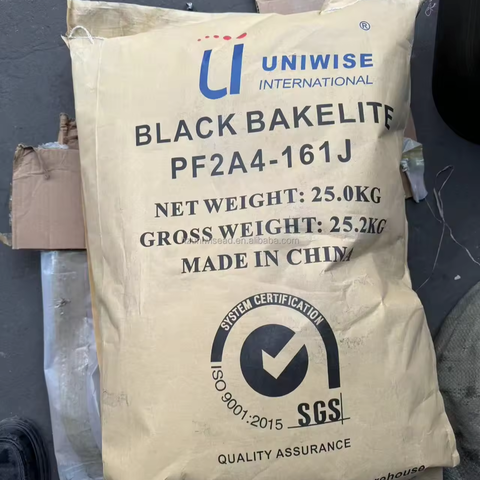 UNIWISE ®
INTERNATIONAL
BLACK BAKELITE
PF2A4-161J
NET WEIGHT: 25.0KG
GROSS WEIGHT: 25.2KG
MADE IN CHINA
SYSTEM CERTIFICATION
ISO 9001:2015
SGS
QUALITY ASSURANCE